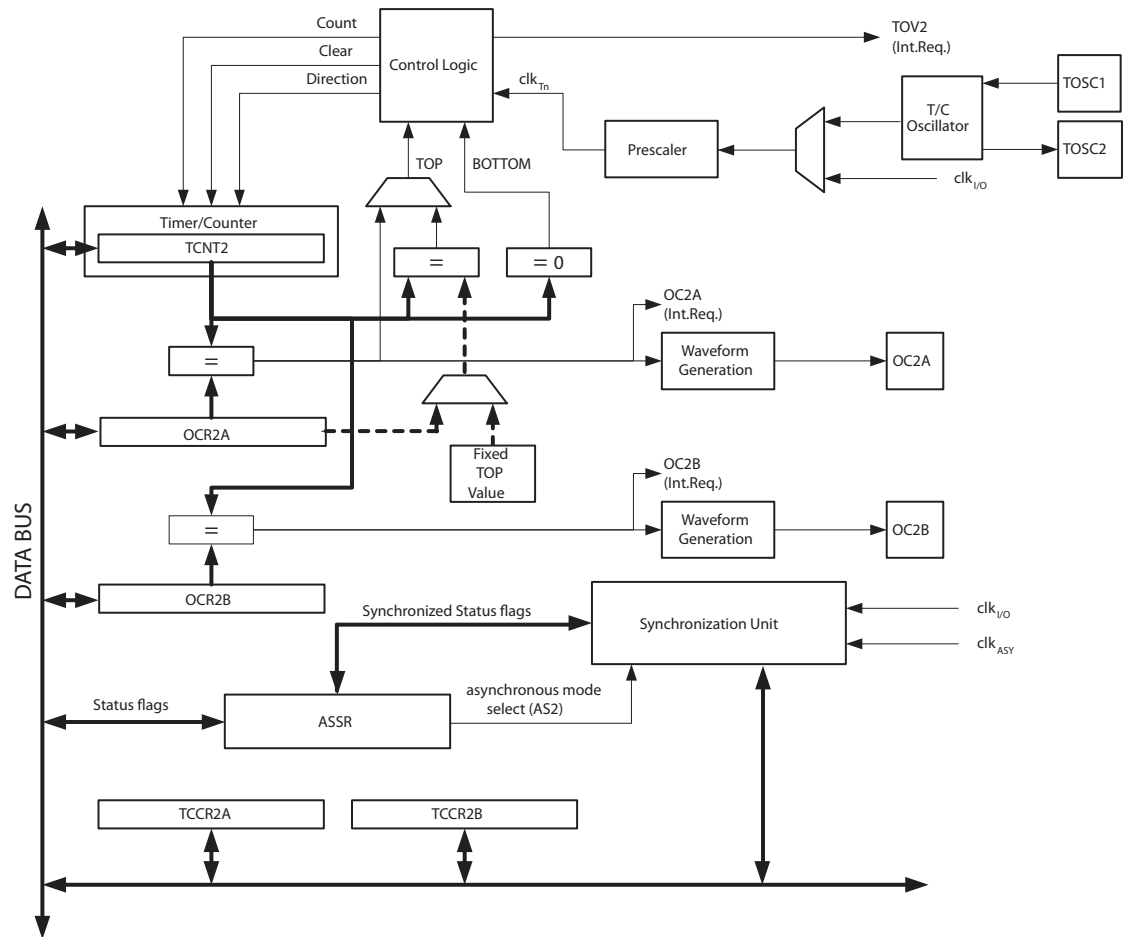 Count
TOV2
(Int.Req.)
Clear
Control Logic
Direction
clkTn
TOSC1
T/C
Oscillator
Prescaler
TOSC2
TOP
BOTTOM
clkI/O
Timer/Counter
TCNT2
=
= 0
OC2A
(Int.Req.)
Waveform
Generation
OC2A
=
OCR2A
Fixed
TOP
Value
OC2B
(Int.Req.)
Waveform
Generation
OC2B
=
DATA BUS
OCR2B
Synchronized Status flags
Synchronization Unit
clkI/O
clkASY
Status flags
asynchronous mode
select (AS2)
ASSR
TCCR2A
TCCR2B